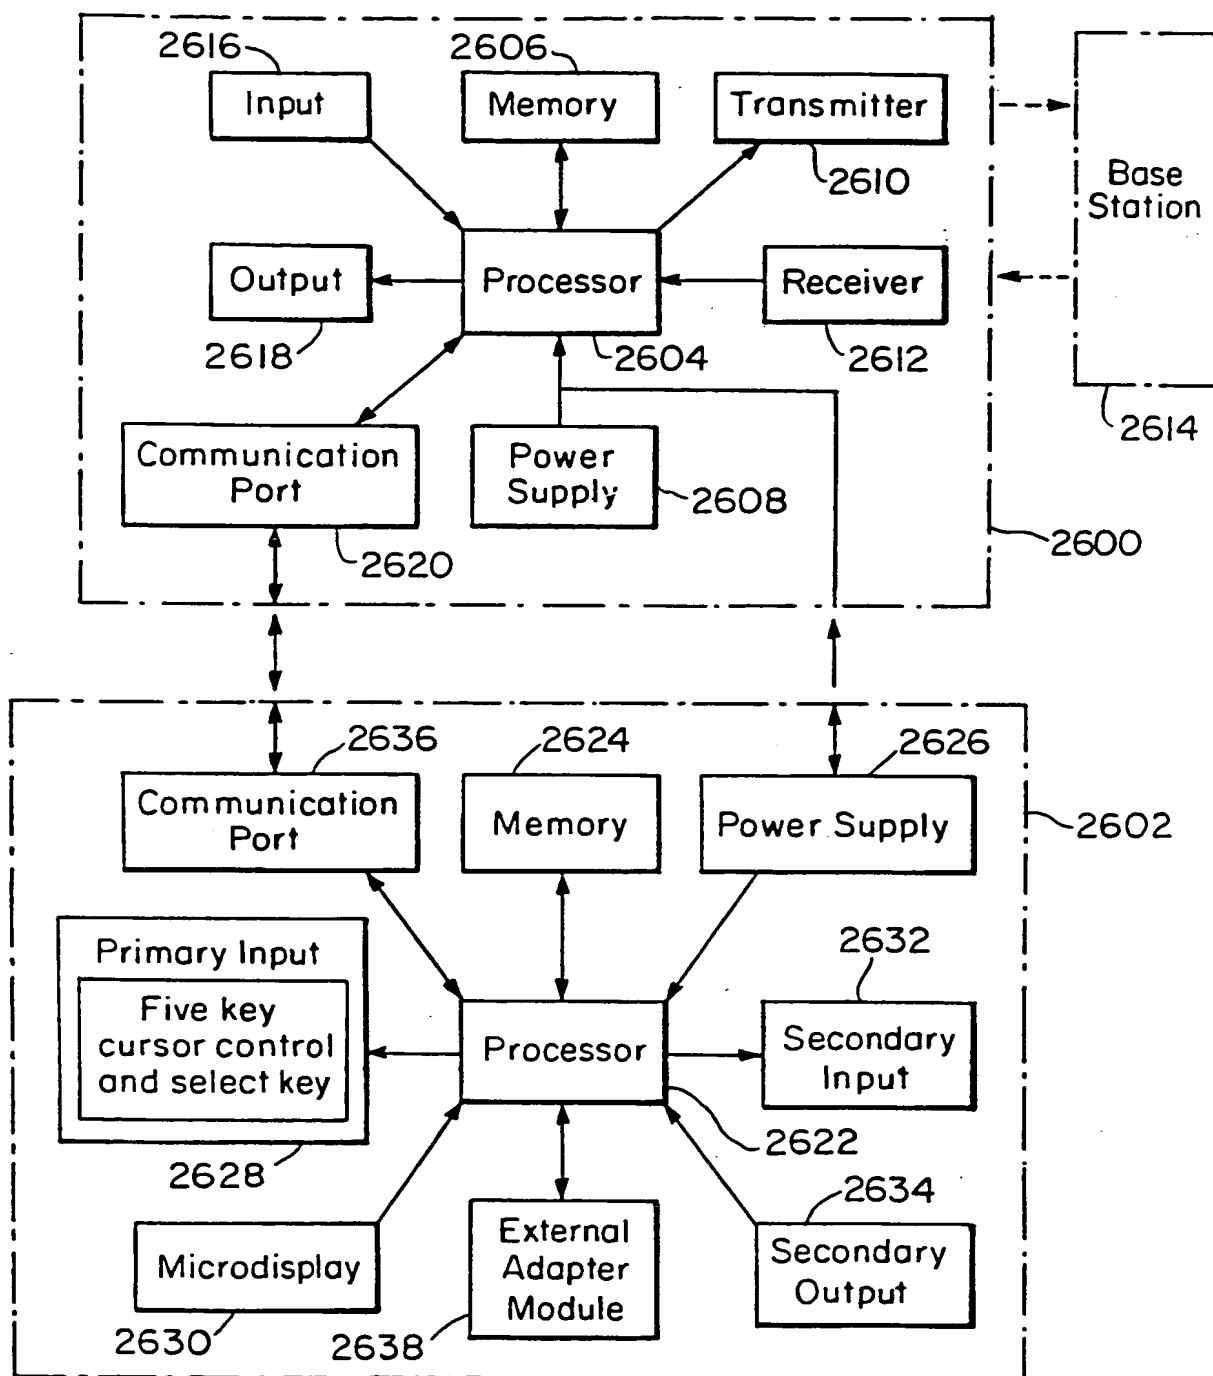 2616
2606
Input
Memory
Transmitter
2610
Base
Station
Output
Processor
Receiver
2618
2604
2612
2614
Communication
Port
Power
Supply
2608
2600
2620
2636
2624
2626
Communication
Port
Memory
Power Supply
2602
Primary Input
2632
Five key
cursor control
and select key
Processor
Secondary
Input
2628
2622
2634
Microdisplay
External
Adapter
Module
Secondary
Output
2630
2638